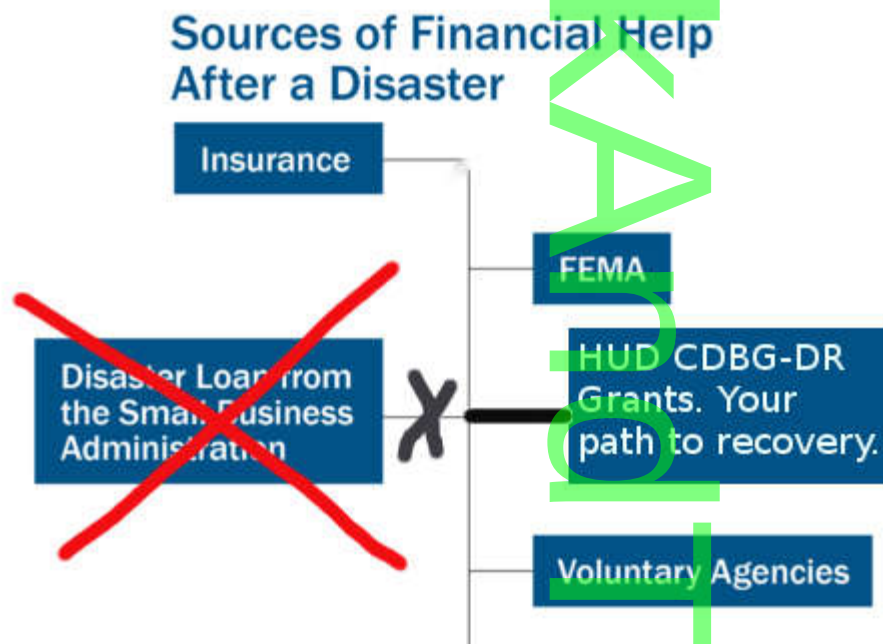 Sources of Financial Help
After a Disaster
Insurance
FEMA
Disaster Loan from
the Small Business
Administration
X
HUD CDBG-DR
Grants. Your
path to recovery.
Voluntary Agencies
kAndT